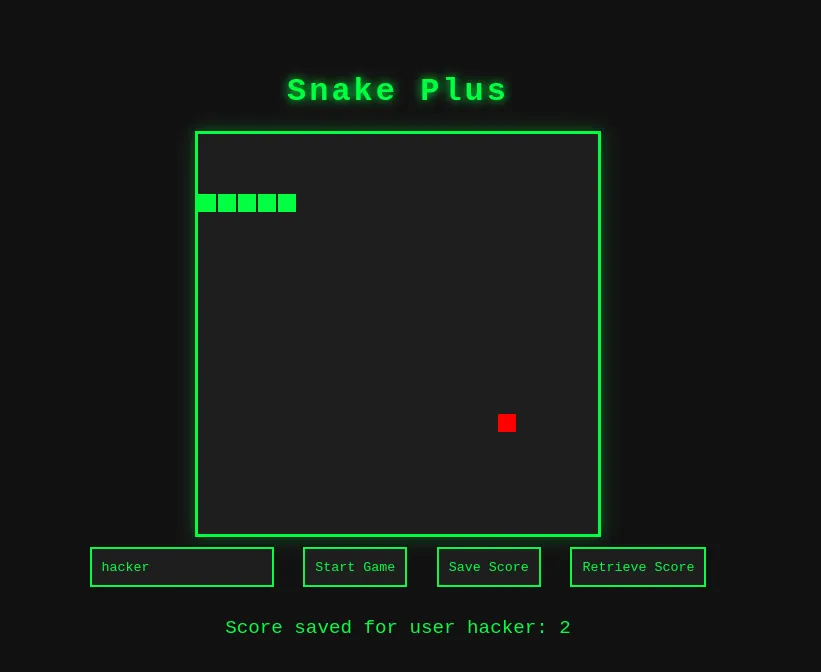 Snake Plus
hacker
Start Game
Save Score
Retrieve Score
Score saved for user hacker: 2